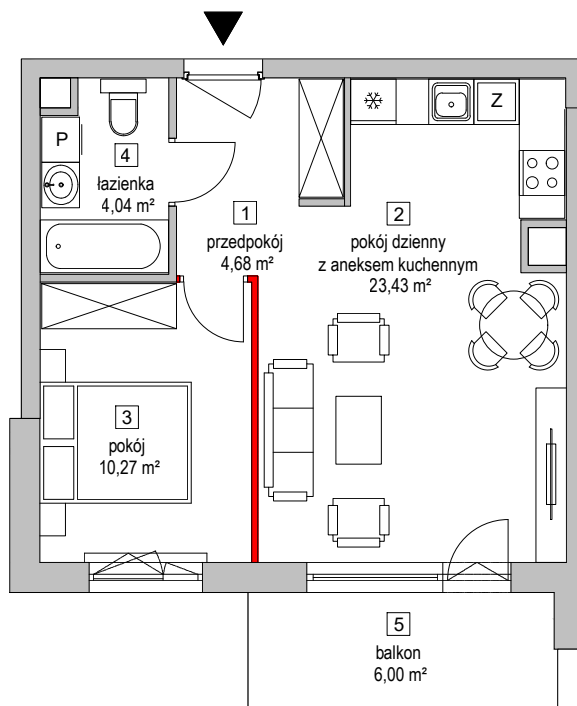 Z
P
4
łazienka
4,04 m²
1
przedpokój
4,68 m²
2
pokój dzienny
z aneksem kuchennym
23,43 m²
3
pokój
10,27 m²
5
balkon
6,00 m²